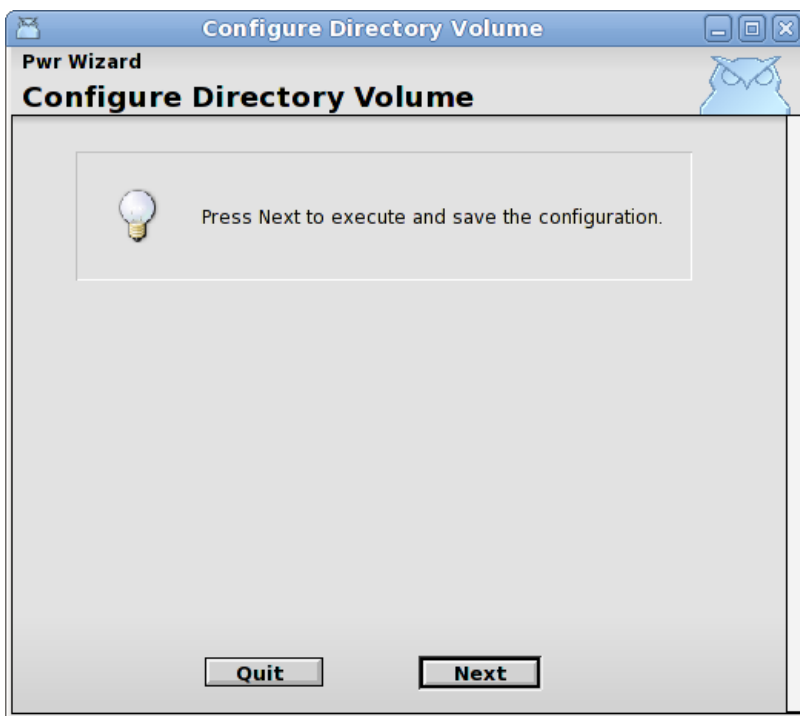 Configure Directory Volume
Pwr Wizard
Configure Directory Volume
Press Next to execute and save the configuration.
Quit
Next